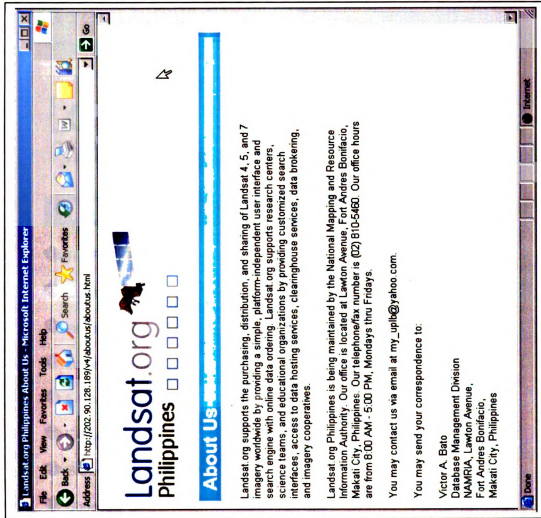 Landsat.org Philippines About Us - Microsoft Internet Explorer
File Edit View Favorites Tools Help
Back Search Favorites
Address http://202.90.128.189/v4/aboutus/aboutus.html Go
Landsat.org
Philippines
About Us
Landsat.org supports the purchasing, distribution, and sharing of Landsat 4, 5, and 7
imagery worldwide by providing a simple, platform-independent user interface and
search engine with online data ordering. Landsat.org supports research centers,
science teams, and educational organizations by providing customized search
interfaces, access to data hosting services, clearinghouse services, data brokering,
and imagery cooperatives.
Landsat.org Philippines is being maintained by the National Mapping and Resource
Information Authority. Our office is located at Lawton Avenue, Fort Andres Bonifacio,
Makati City, Philippines. Our telephone/fax number is (02) 810-5460. Our office hours
are from 8:00 AM - 5:00 PM, Mondays thru Fridays.
You may contact us via email at my_uplb@yahoo.com.
You may send your correspondence to:
Victor A. Bato
Database Management Division
NAMRIA, Lawton Avenue,
Fort Andres Bonifacio,
Makati City, Philippines
Done Internet